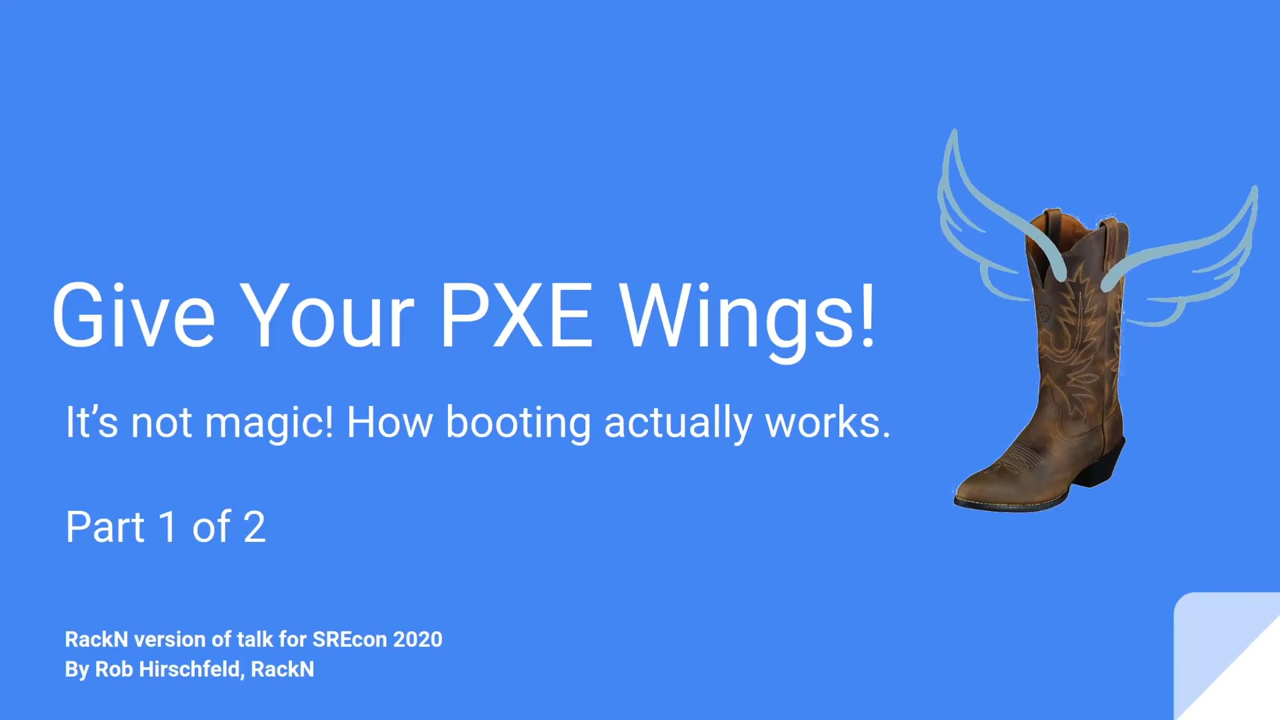 Give Your PXE Wings!
It’s not magic! How booting actually works.
Part 1 of 2
RackN version of talk for SREcon 2020
By Rob Hirschfeld, RackN